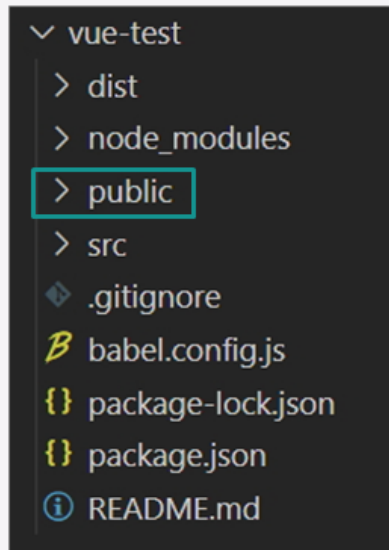 vue-test
dist
node_modules
public
src
.gitignore
babel.config.js
package-lock.json
package.json
README.md